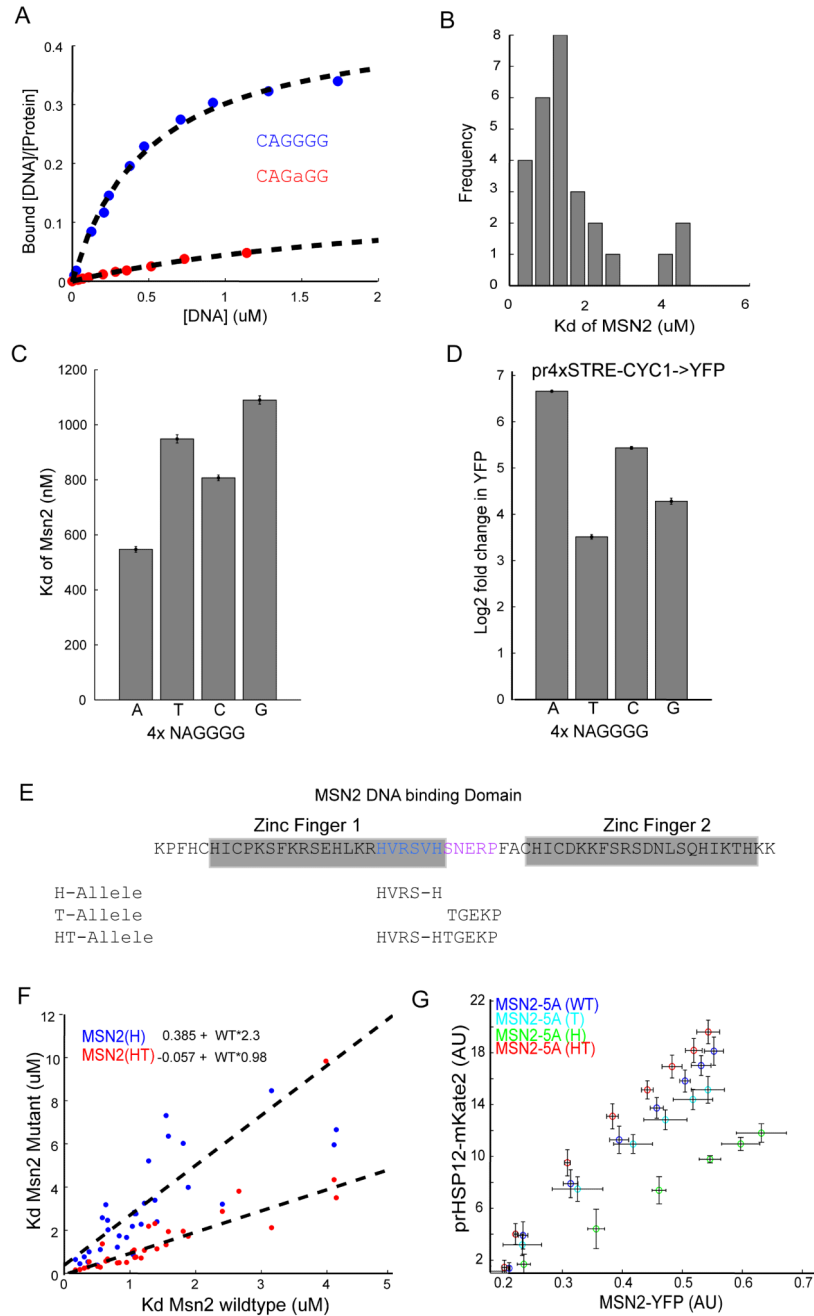 A
0.4
0.3
0.2
0.1
0
0
0.5
1
1.5
2
Bound [DNA]/[Protein]
[DNA] (uM)
CAGGGG
CAGaGG
B
8
7
6
5
4
3
2
1
0
0
2
4
6
Frequency
Kd of MSN2 (uM)
C
1200
1000
800
600
400
200
0
Kd of Msn2 (nM)
A T C G
4x NAGGGG
D
pr4xSTRE-CYC1->YFP
7
6
5
4
3
2
1
0
Log2 fold change in YFP
A T C G
4x NAGGGG
E
MSN2 DNA binding Domain
Zinc Finger 1
Zinc Finger 2
KPFHCHICPKSFKRSEHLKRHVRSVHSNERPFACHICDKKFSRSDNLSQHIKTHKK
H-Allele HVRS-H
T-Allele TGEKP
HT-Allele HVRS-HTGEKP
F
12
10
8
6
4
2
0
0
1
2
3
4
5
Kd Msn2 Mutant (uM)
Kd Msn2 wildtype (uM)
MSN2(H) 0.385 + WT*2.3
MSN2(HT) -0.057 + WT*0.98
G
MSN2-5A (WT)
MSN2-5A (T)
MSN2-5A (H)
MSN2-5A (HT)
22
18
14
10
6
2
0.2
0.3
0.4
0.5
0.6
0.7
prHSP12-mKate2 (AU)
MSN2-YFP (AU)